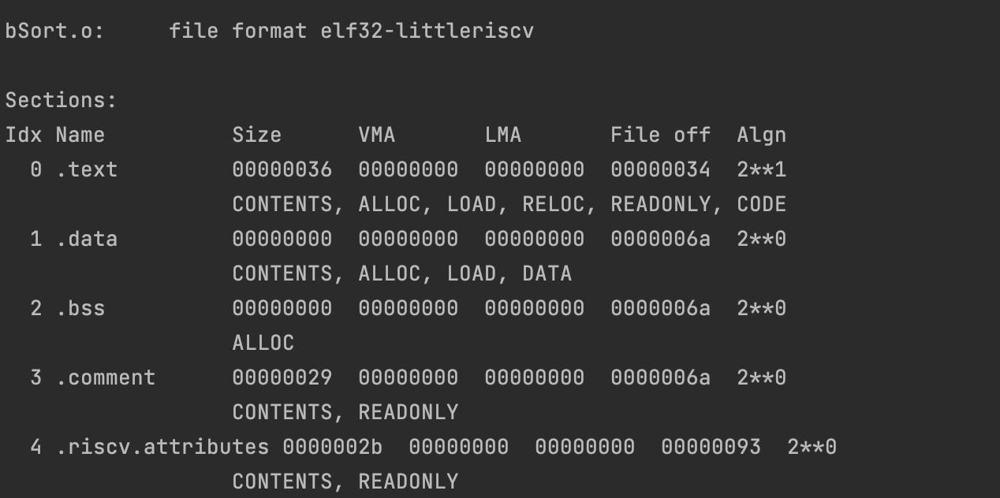 bSort.o:     file format elf32-littleriscv
Sections:
Idx Name          Size      VMA       LMA       File off  Algn
  0 .text         00000036  00000000  00000000  00000034  2**1
                  CONTENTS, ALLOC, LOAD, RELOC, READONLY, CODE
  1 .data         00000000  00000000  00000000  0000006a  2**0
                  CONTENTS, ALLOC, LOAD, DATA
  2 .bss          00000000  00000000  00000000  0000006a  2**0
                  ALLOC
  3 .comment      00000029  00000000  00000000  0000006a  2**0
                  CONTENTS, READONLY
  4 .riscv.attributes 0000002b  00000000  00000000  00000093  2**0
                  CONTENTS, READONLY